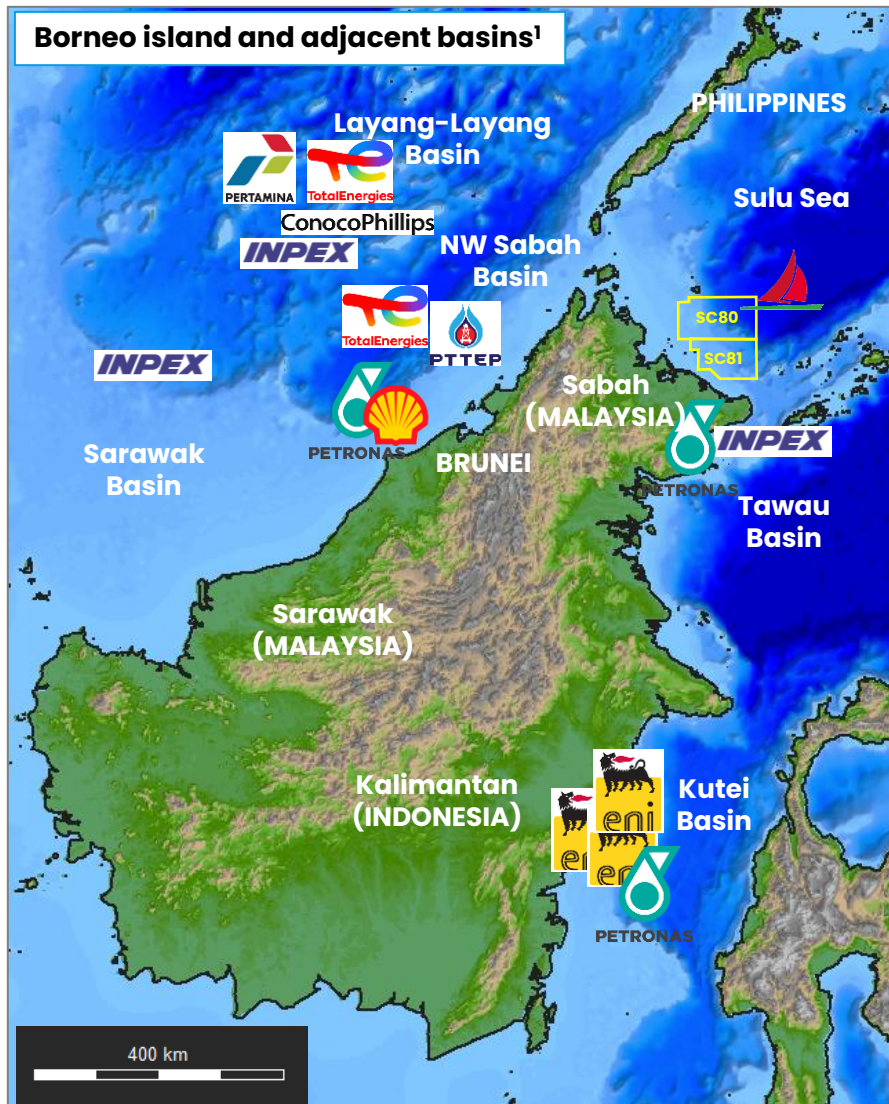 Borneo island and adjacent basins¹
PHILIPPINES
Layang-Layang
Basin
PERTAMINA
TotalEnergies
ConocoPhillips
INPEX
Sulu Sea
NW Sabah
Basin
SC80
SC81
TotalEnergies
PTTEP
INPEX
Sabah
(MALAYSIA)
PETRONAS
BRUNEI
INPEX
PETRONAS
Sarawak
Basin
Tawau
Basin
Sarawak
(MALAYSIA)
Kalimantan
(INDONESIA)
eni
eni
eni
Kutei
Basin
PETRONAS
400 km